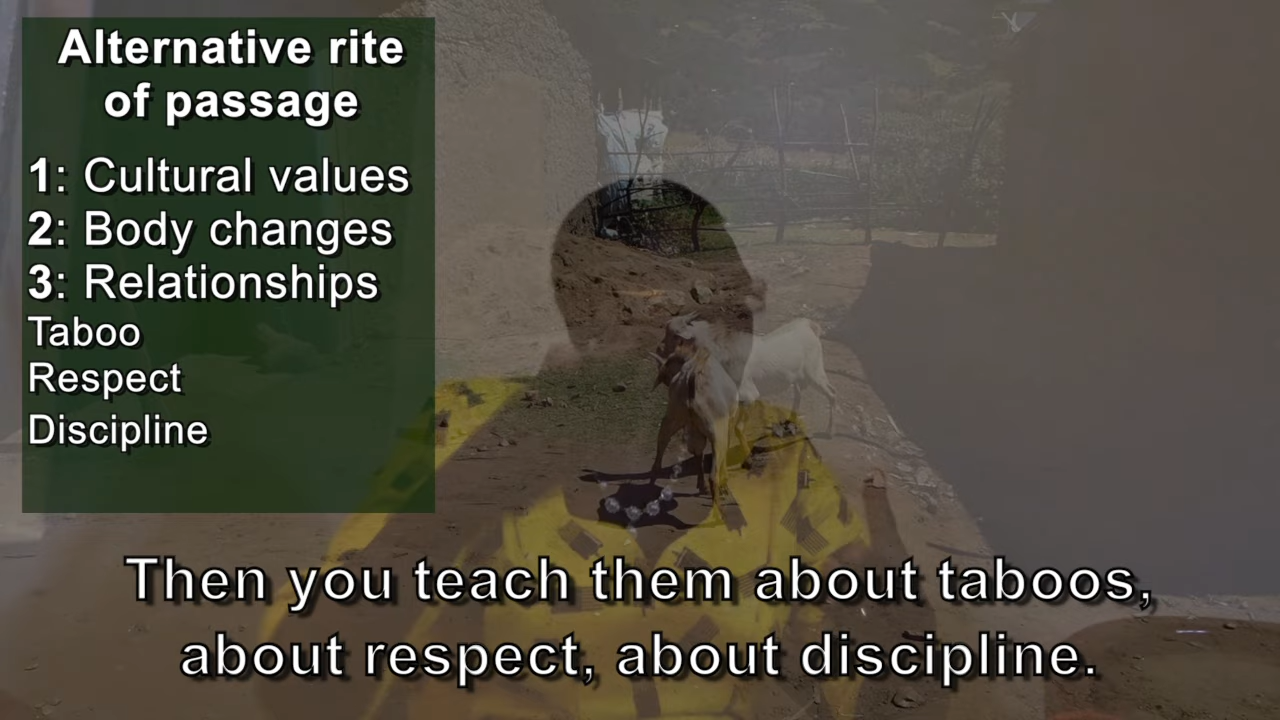 Alternative rite
of passage
1: Cultural values
2: Body changes
3: Relationships
Taboo
Respect
Discipline
Then you teach them about taboos,
about respect, about discipline.